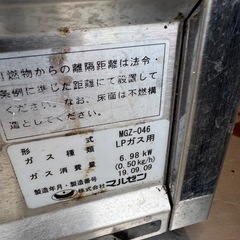 可燃物からの離隔距離は法令・
条例に準じた距離にて設置して
ください。なお、床面は不燃構
造としてください。
形式 MGZ-046
ガス種類 LPガス用
ガス消費量 6.98 kW
(0.50 kg/h)
製造年月・製造番号 19.09.09
株式会社マルゼン